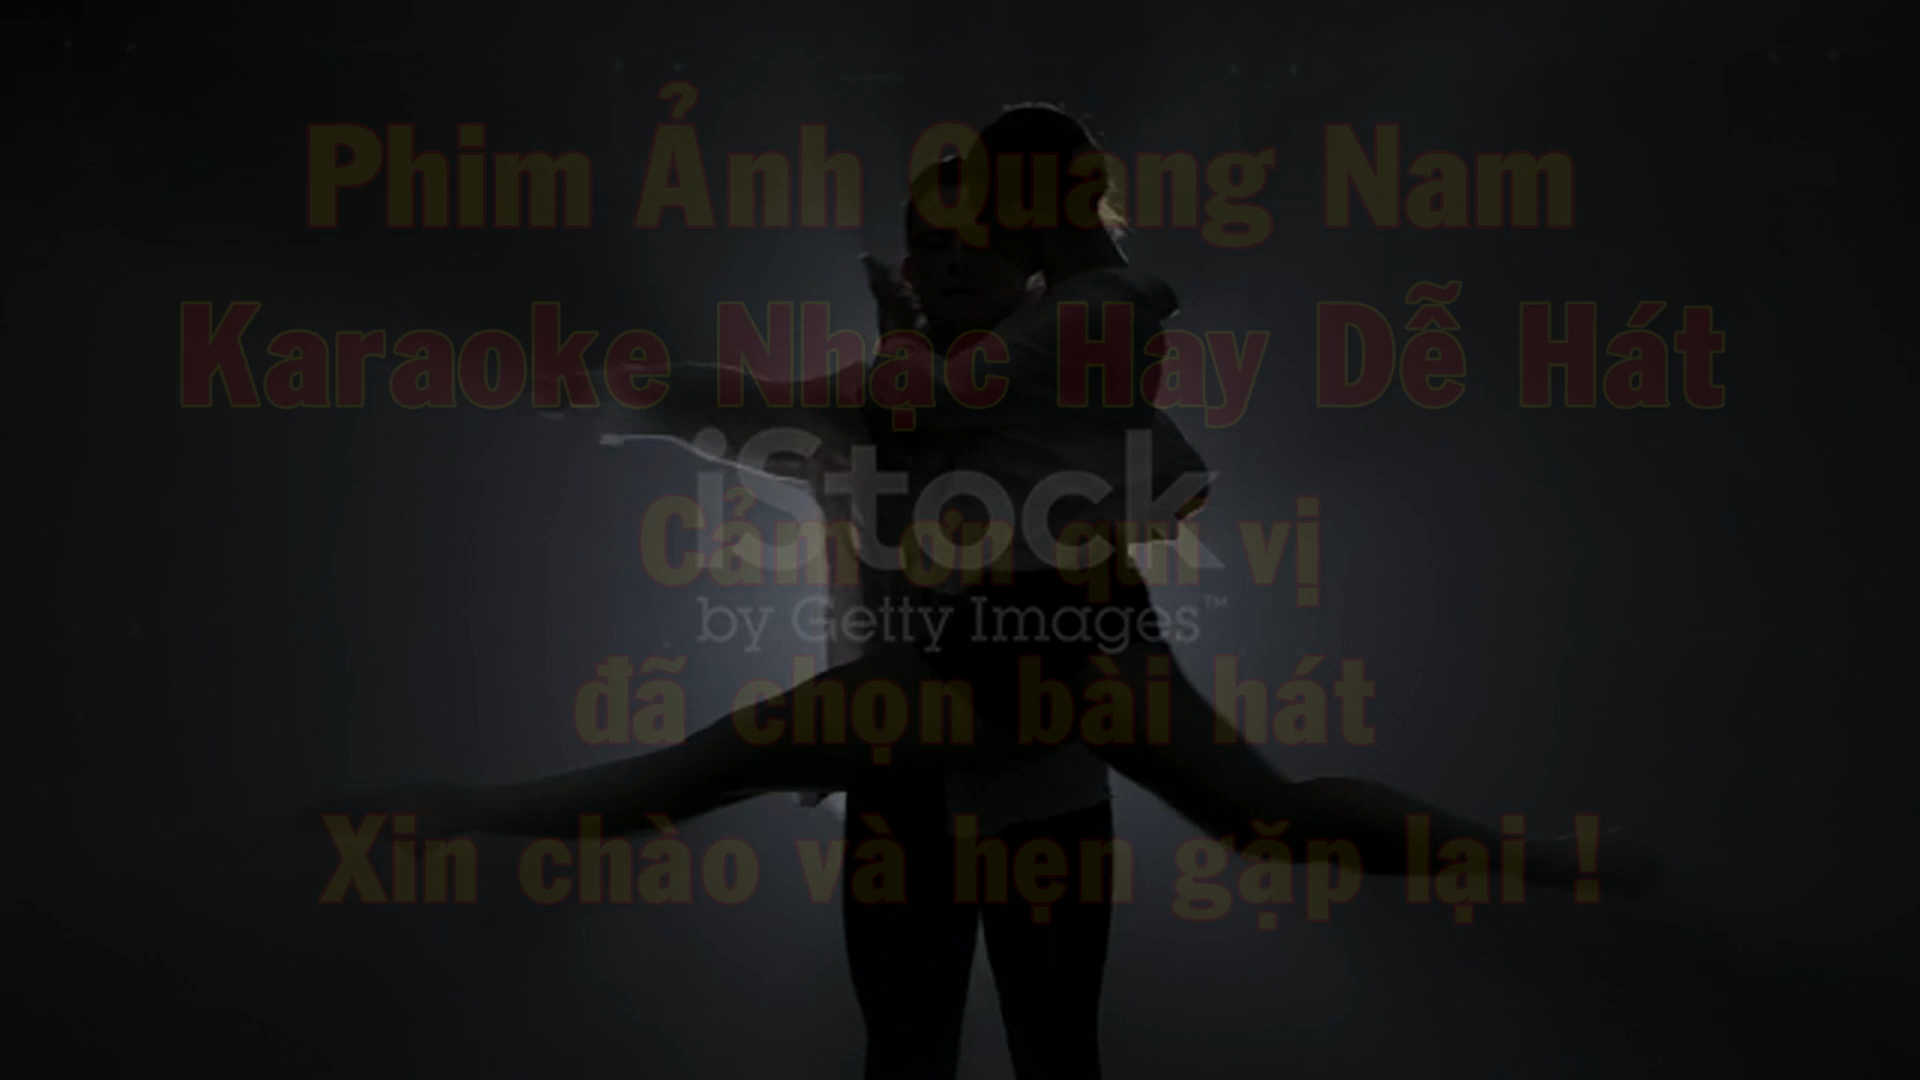 Phim Ảnh Quang Nam
Karaoke Nhạc Hay Dễ Hát
iStock
Cảm ơn quí vị
by Getty Images™
đã chọn bài hát
Xin chào và hẹn gặp lại !